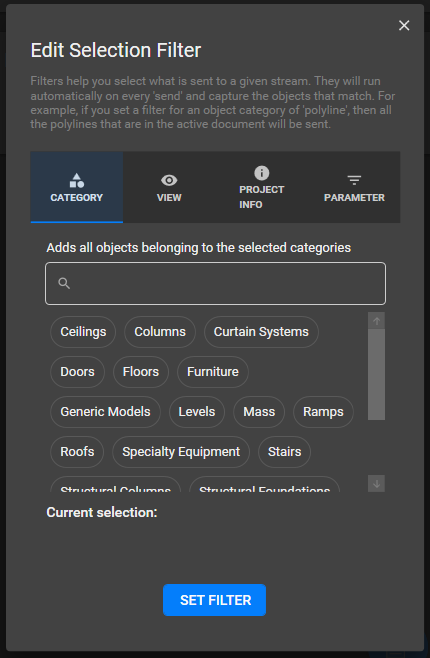 Edit Selection Filter
Filters help you select what is sent to a given stream. They will run
automatically on every 'send' and capture the objects that match. For
example, if you set a filter for an object category of 'polyline', then all
the polylines that are in the active document will be sent.
CATEGORY
VIEW
PROJECT
INFO
PARAMETER
Adds all objects belonging to the selected categories
Ceilings Columns Curtain Systems
Doors Floors Furniture
Generic Models Levels Mass Ramps
Roofs Specialty Equipment Stairs
Structural Columns Structural Foundations
Current selection:
SET FILTER